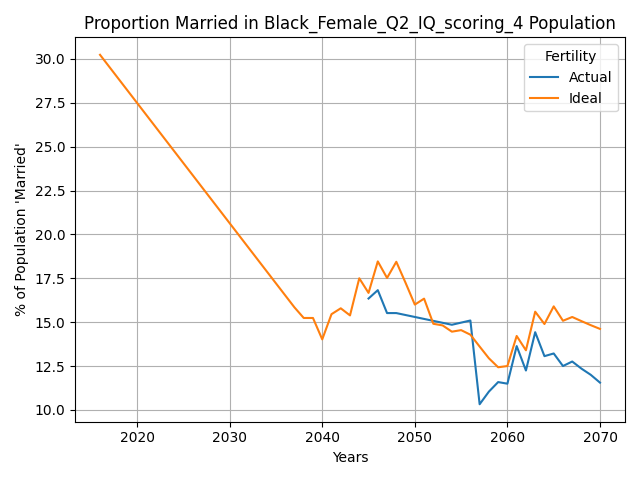 Proportion Married in Black_Female_Q2_IQ_scoring_4 Population
Fertility
Actual
Ideal
% of Population 'Married'
30.0
27.5
25.0
22.5
20.0
17.5
15.0
12.5
10.0
2020 2030 2040 2050 2060 2070
Years